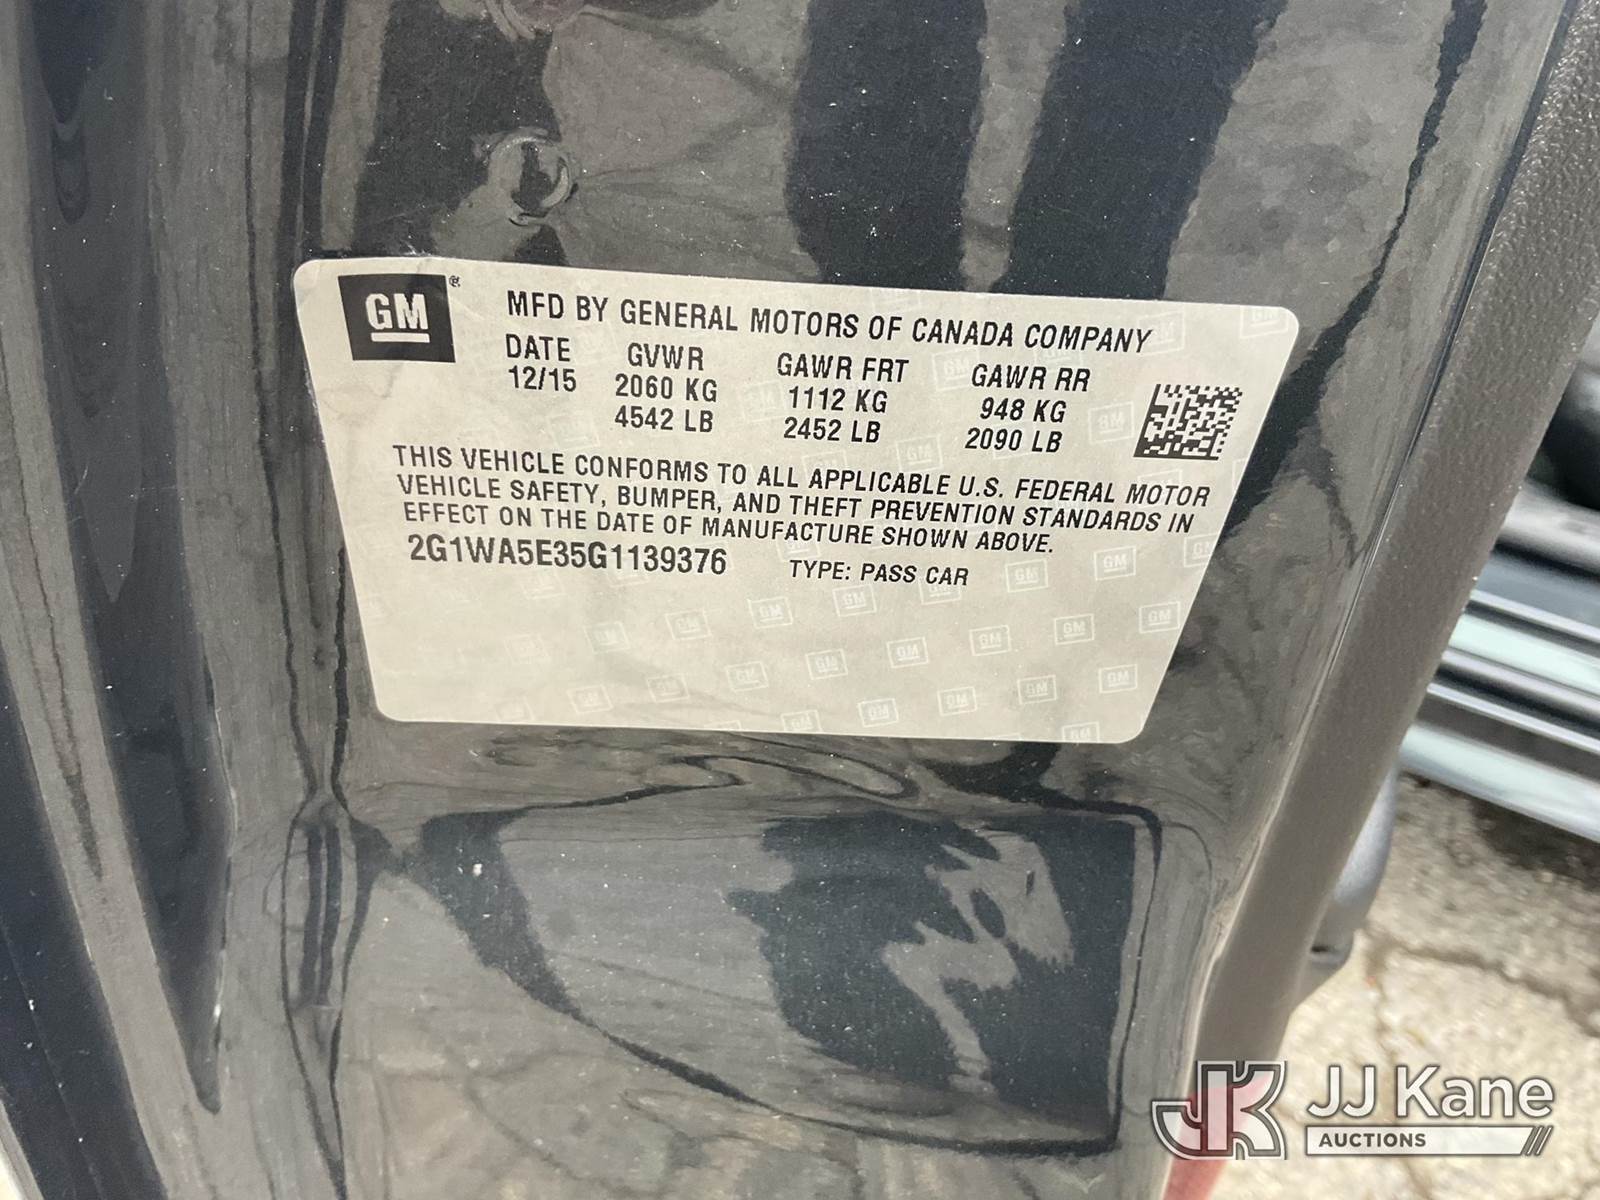 GM®
MFD BY GENERAL MOTORS OF CANADA COMPANY
DATE GVWR GAWR FRT GAWR RR
12/15 2060 KG 1112 KG 948 KG
4542 LB 2452 LB 2090 LB
THIS VEHICLE CONFORMS TO ALL APPLICABLE U.S. FEDERAL MOTOR
VEHICLE SAFETY, BUMPER, AND THEFT PREVENTION STANDARDS IN
EFFECT ON THE DATE OF MANUFACTURE SHOWN ABOVE.
2G1WA5E35G1139376 TYPE: PASS CAR
JK JJ Kane
AUCTIONS